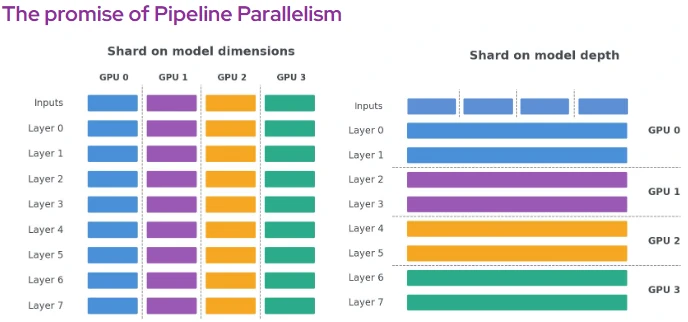 The promise of Pipeline Parallelism
Shard on model dimensions
GPU 0 GPU 1 GPU 2 GPU 3
Inputs
Layer 0
Layer 1
Layer 2
Layer 3
Layer 4
Layer 5
Layer 6
Layer 7
Shard on model depth
Inputs
Layer 0
GPU 0
Layer 1
Layer 2
GPU 1
Layer 3
Layer 4
GPU 2
Layer 5
Layer 6
GPU 3
Layer 7